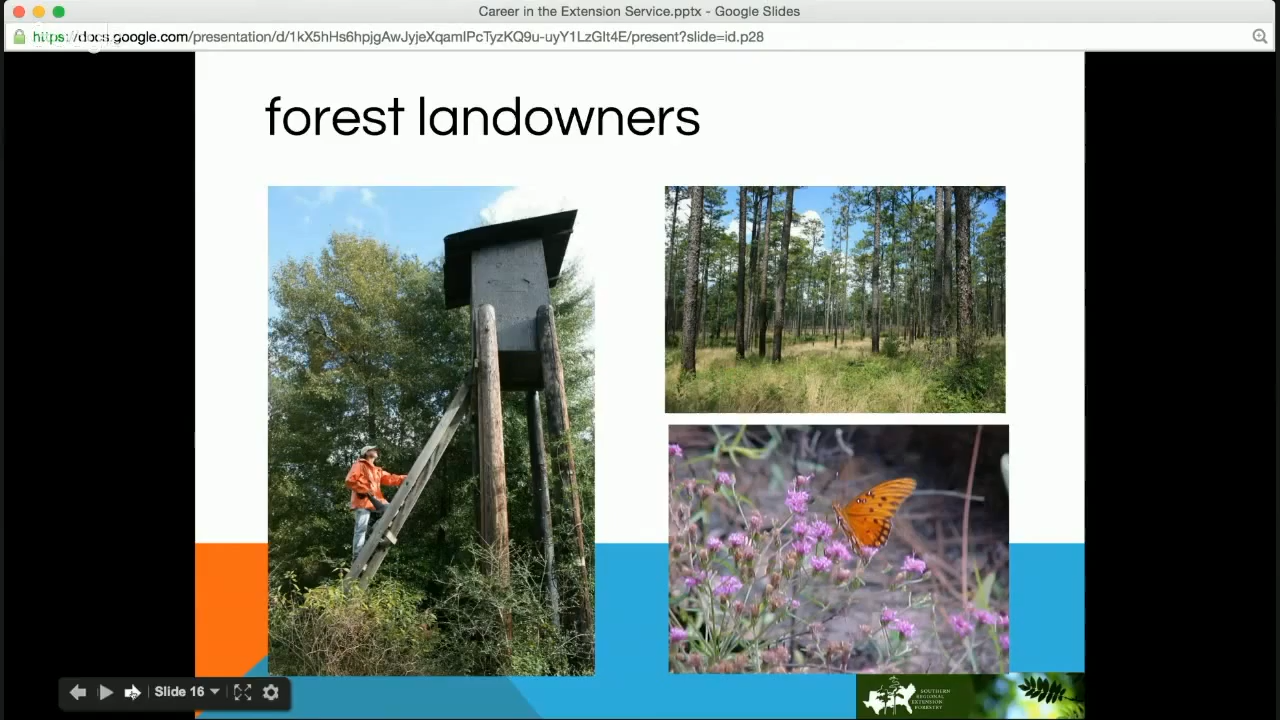 Career in the Extension Service.pptx - Google Slides
https://docs.google.com/presentation/d/1kX5hHs6hpjgAwJyjeXqamIPcTyzKQ9u-uyY1LzGIt4E/present?slide=id.p28
forest landowners
Slide 16
SOUTHERN
REGIONAL
EXTENSION
FORESTRY